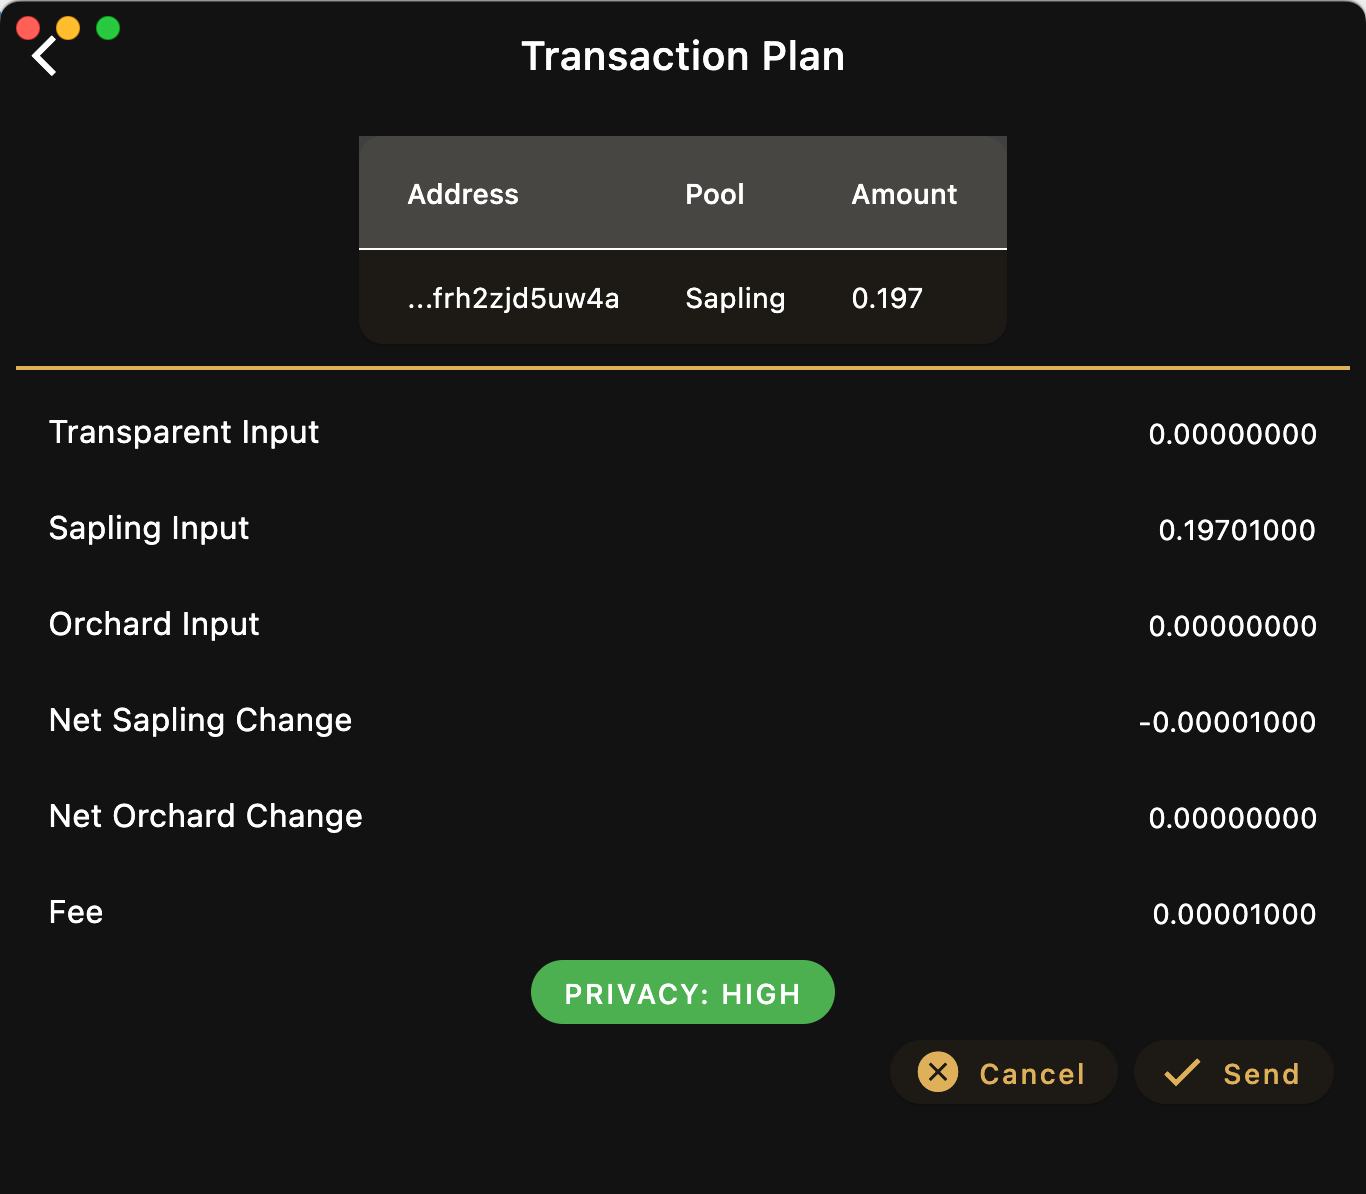 Transaction Plan
Address Pool Amount
...frh2zjd5uw4a Sapling 0.197
Transparent Input 0.00000000
Sapling Input 0.19701000
Orchard Input 0.00000000
Net Sapling Change -0.00001000
Net Orchard Change 0.00000000
Fee 0.00001000
PRIVACY: HIGH
Cancel Send